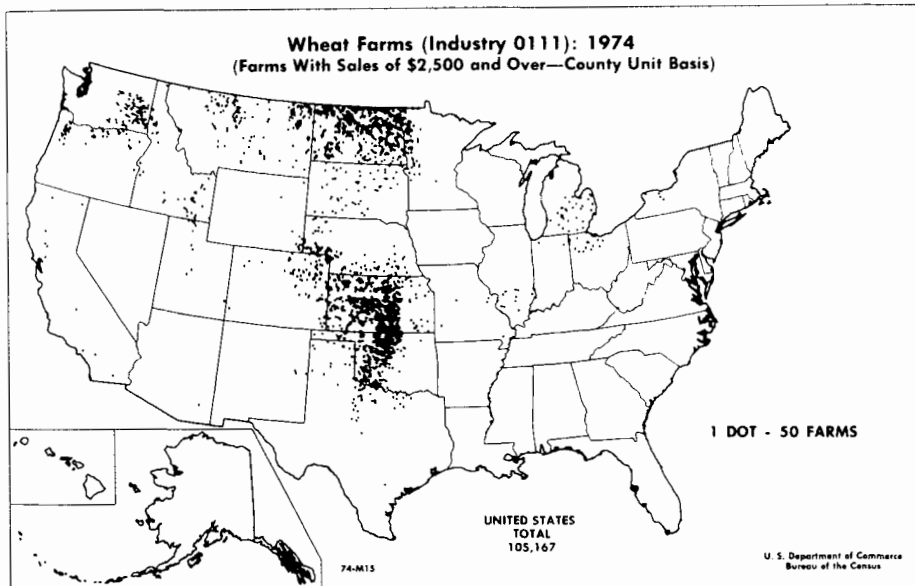 Wheat Farms (Industry 0111): 1974
(Farms With Sales of $2,500 and Over—County Unit Basis)
1 DOT - 50 FARMS
UNITED STATES
TOTAL
105,167
74-M15
U. S. Department of Commerce
Bureau of the Census